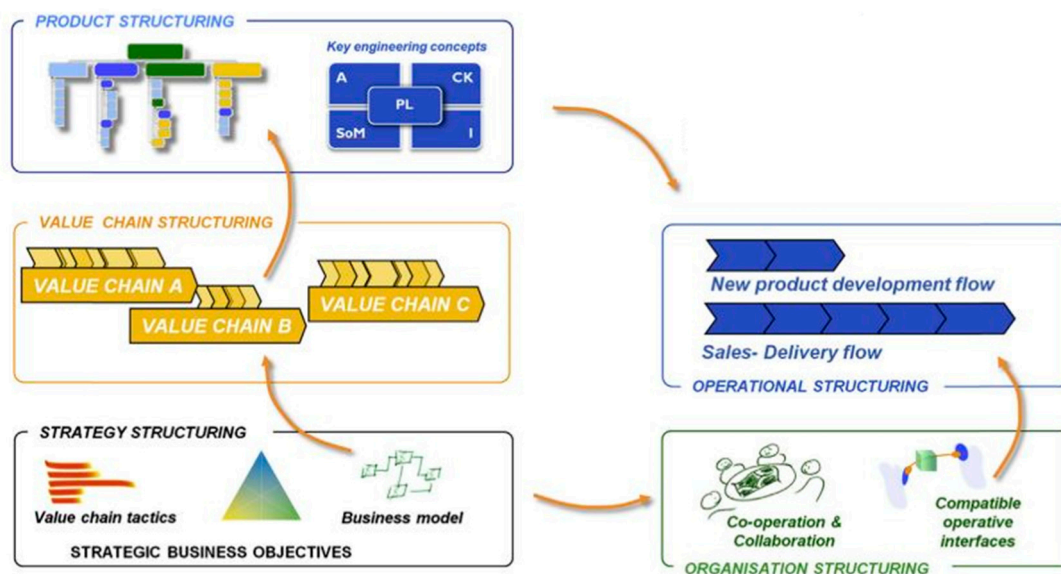 PRODUCT STRUCTURING
Key engineering concepts
A
CK
PL
SoM
I
VALUE CHAIN STRUCTURING
VALUE CHAIN A
VALUE CHAIN B
VALUE CHAIN C
New product development flow
Sales- Delivery flow
OPERATIONAL STRUCTURING
STRATEGY STRUCTURING
Value chain tactics
Business model
STRATEGIC BUSINESS OBJECTIVES
Co-operation &
Collaboration
Compatible
operative
interfaces
ORGANISATION STRUCTURING